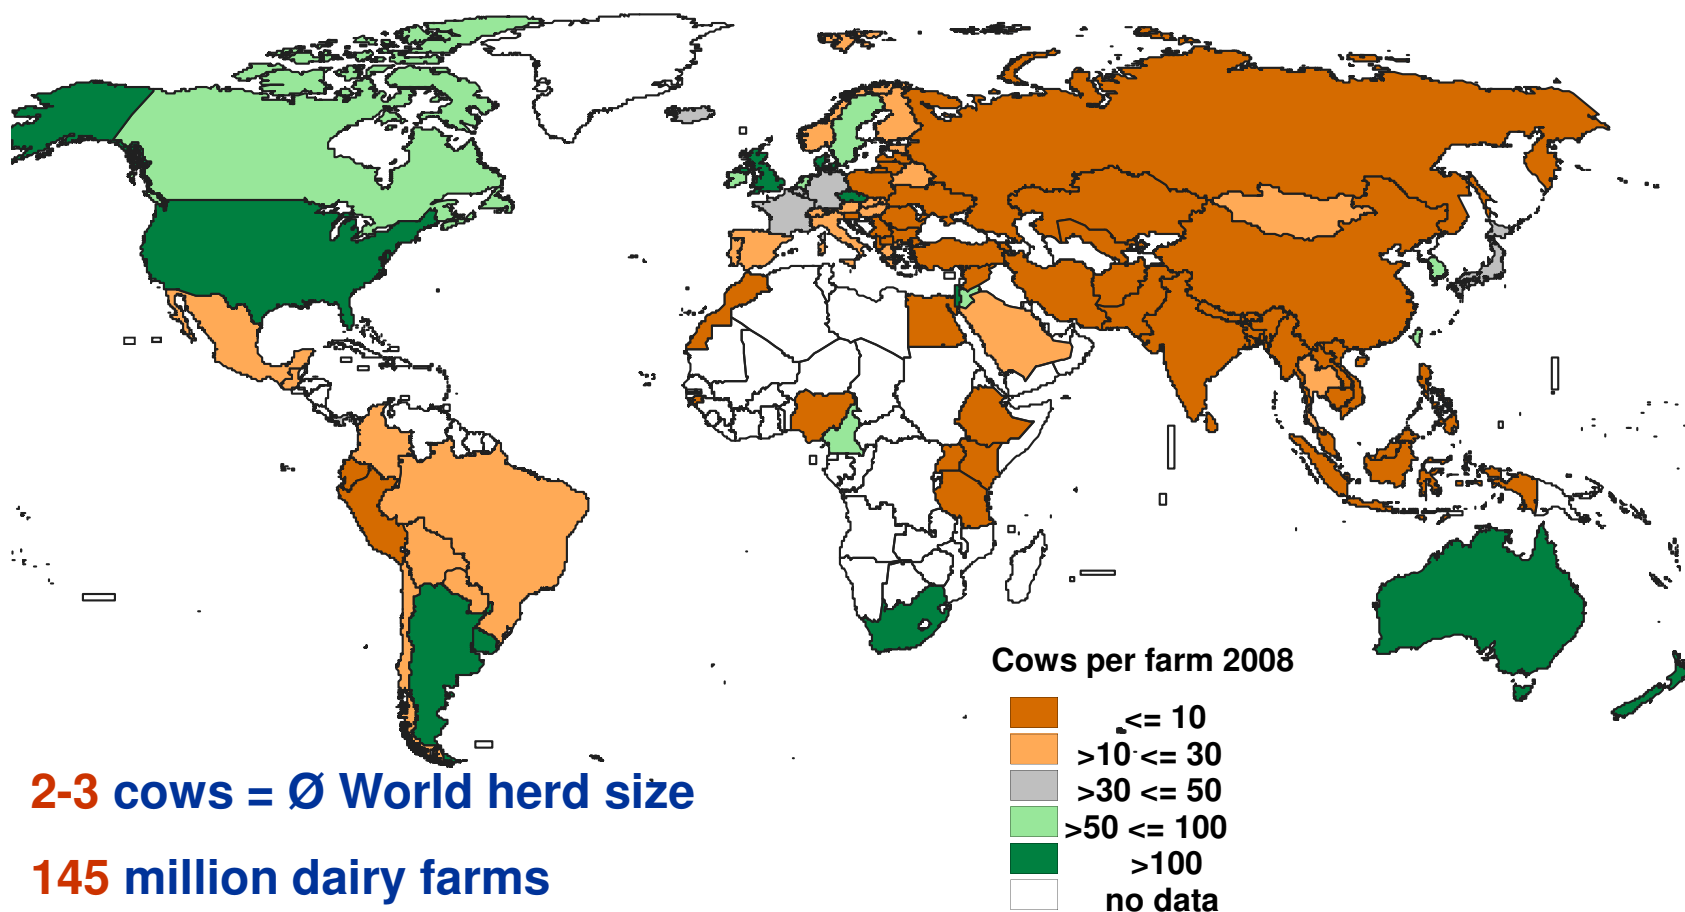 Cows per farm 2008
<= 10
>10 <= 30
>30 <= 50
>50 <= 100
>100
no data
2-3 cows = Ø World herd size
145 million dairy farms